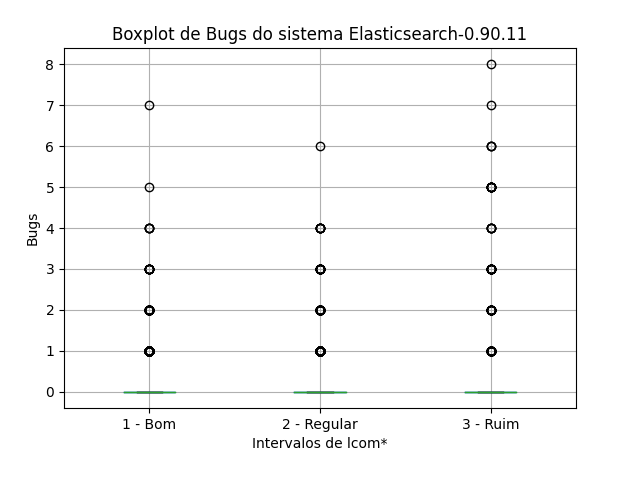 Boxplot de Bugs do sistema Elasticsearch-0.90.11
8
7
6
5
4
3
2
1
0
Bugs
1 - Bom
2 - Regular
3 - Ruim
Intervalos de lcom*